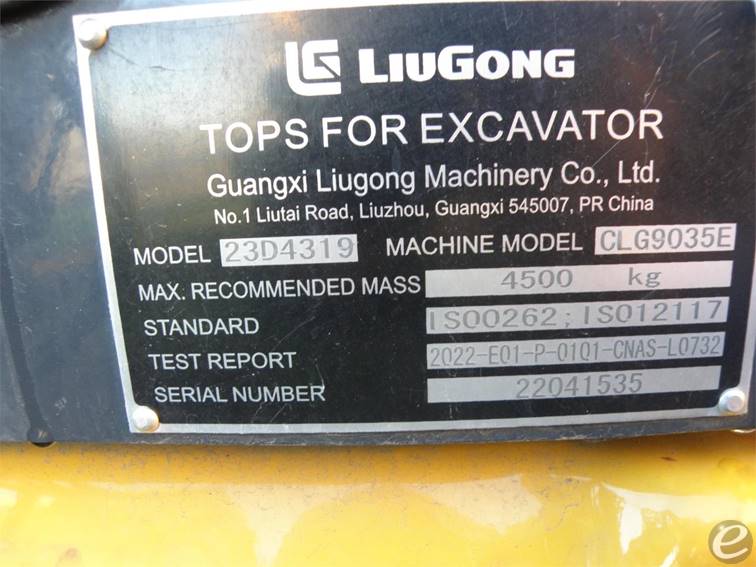 LIUGONG
TOPS FOR EXCAVATOR
Guangxi Liugong Machinery Co., Ltd.
No.1 Liutai Road, Liuzhou, Guangxi 545007, PR China
MODEL 23D4319 MACHINE MODEL CLG9035E
MAX. RECOMMENDED MASS 4500 kg
STANDARD ISO0262; ISO12117
TEST REPORT 2022-E01-P-0101-CNAS-L0732
SERIAL NUMBER 22041535